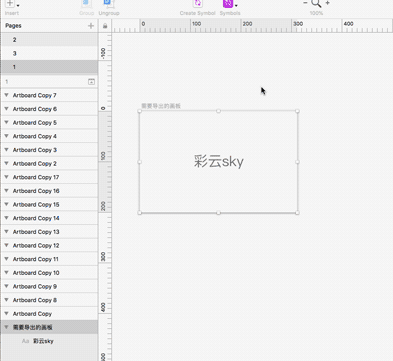 Insert Group Ungroup Create Symbol Symbols 100%
Pages
2
3
1
1
Artboard Copy 7
Artboard Copy 6
Artboard Copy 5
Artboard Copy 4
Artboard Copy 3
Artboard Copy 2
Artboard Copy 17
Artboard Copy 16
Artboard Copy 15
Artboard Copy 14
Artboard Copy 13
Artboard Copy 12
Artboard Copy 11
Artboard Copy 10
Artboard Copy 9
Artboard Copy 8
Artboard Copy
需要导出的画板
Aa 彩云sky
0 100 200 300 400
-100
0
100
200
300
400
500
需要导出的画板
彩云sky